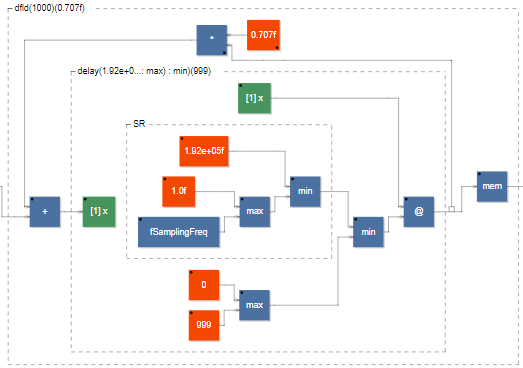 dfld(1000)(0.707f)
*
0.707f
delay(1.92e+0...: max) : min)(999)
[1] x
SR
1.92e+05f
1.0f
min
mem
+
[1] x
max
@
fSamplingFreq
min
0
max
999